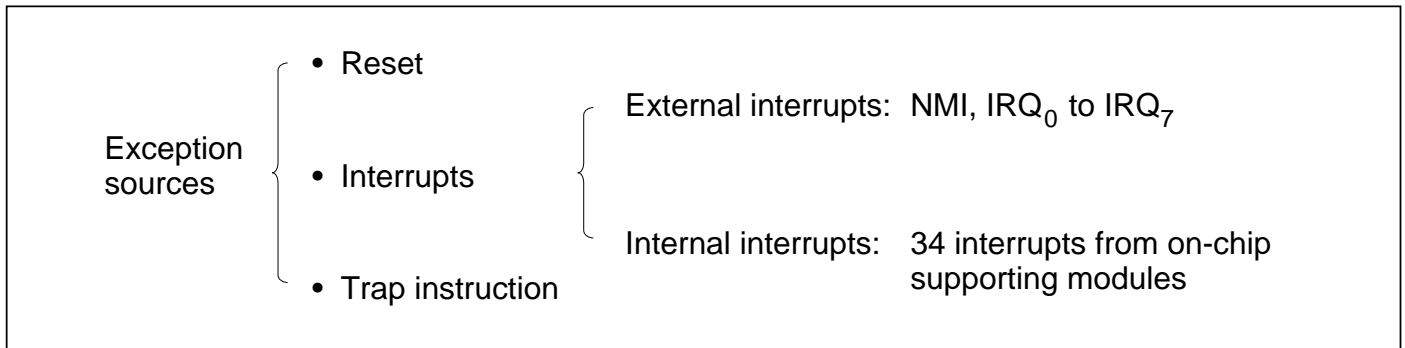 Exception
sources
• Reset
• Interrupts
• Trap instruction
External interrupts: NMI, IRQ0 to IRQ7
Internal interrupts: 34 interrupts from on-chip
supporting modules